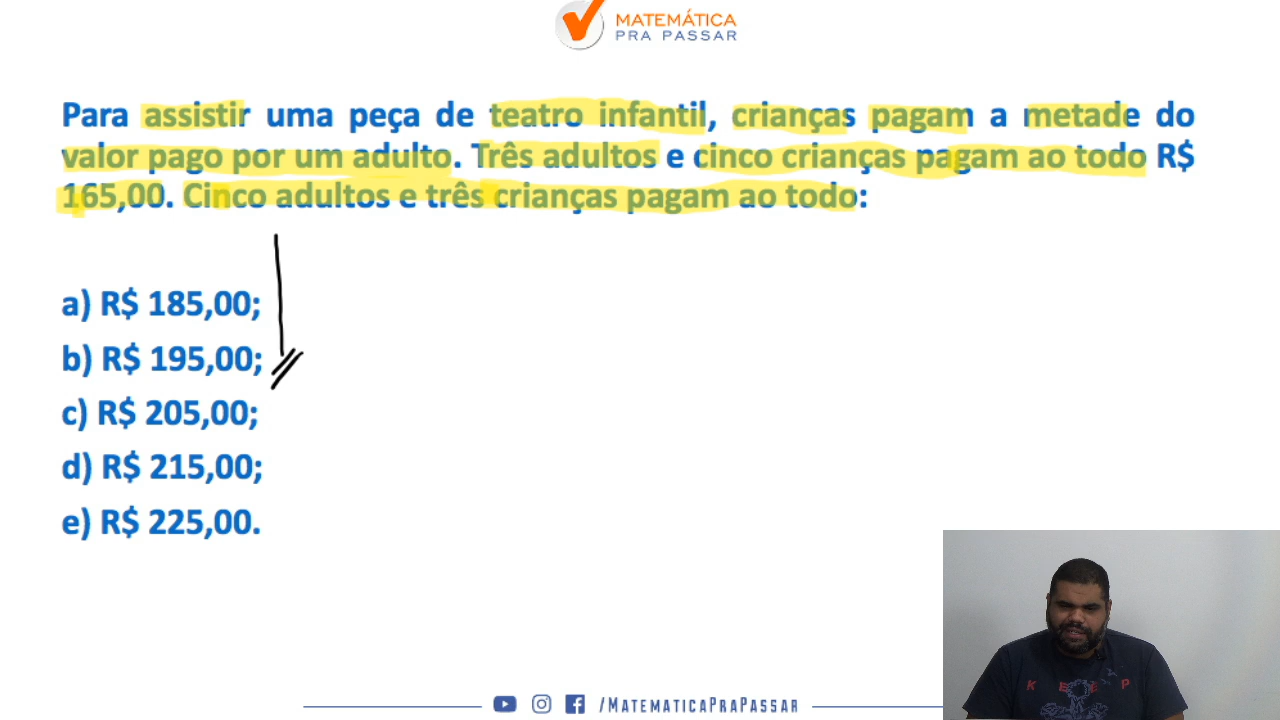 MATEMÁTICA
PRA PASSAR
Para assistir uma peça de teatro infantil, crianças pagam a metade do
valor pago por um adulto. Três adultos e cinco crianças pagam ao todo R$
165,00. Cinco adultos e três crianças pagam ao todo:
a) R$ 185,00;
b) R$ 195,00;
c) R$ 205,00;
d) R$ 215,00;
e) R$ 225,00.
K E E P
/MATEMATICAPRAPASSAR